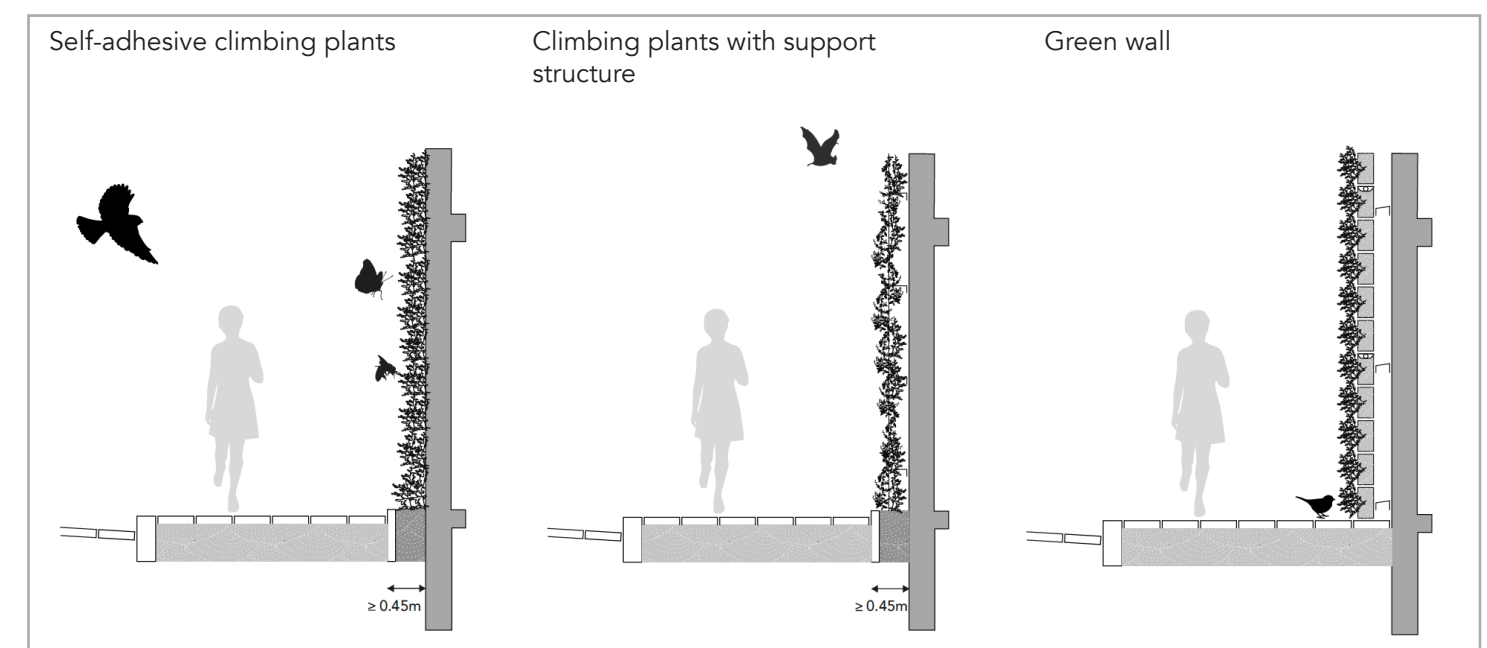 Self-adhesive climbing plants
Climbing plants with support
structure
Green wall
≥ 0.45m
≥ 0.45m